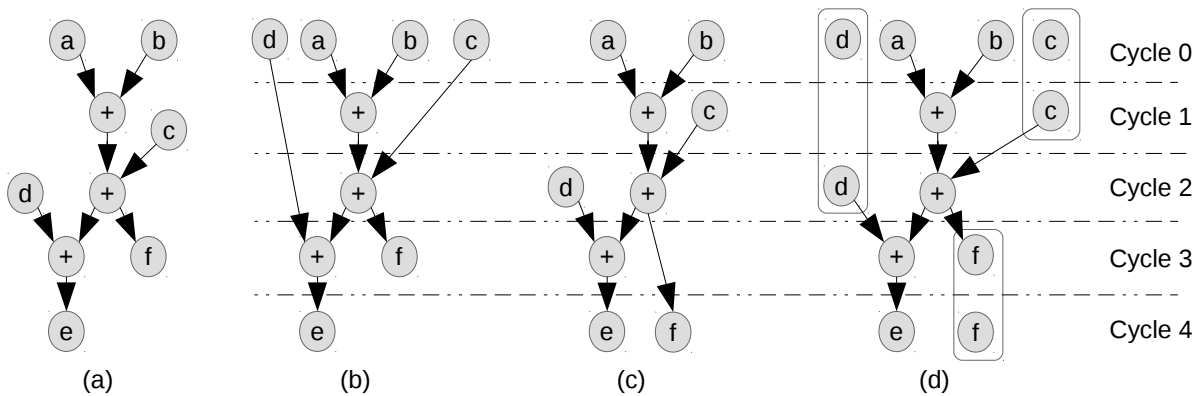 d a b c Cycle 0
a b
a b
d a b c
+ + + +
c c c Cycle 1
d + + d + d + Cycle 2
+ f + f + + f Cycle 3
e e e f e f Cycle 4
(a) (b) (c) (d)